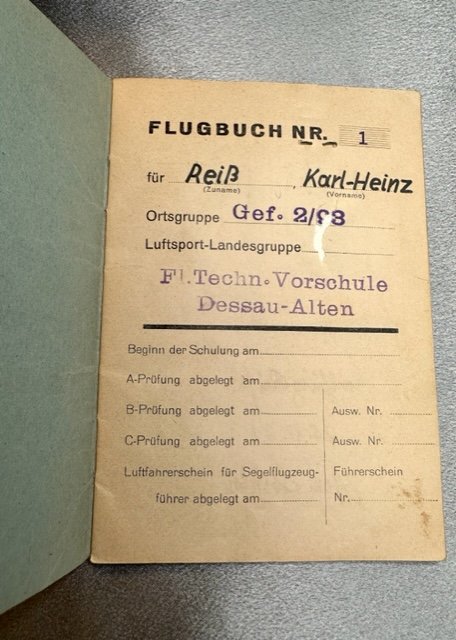 FLUGBUCH NR. 1
für Reiß, Karl-Heinz
(Zuname) (Vorname)
Ortsgruppe Gef. 2/98
Luftsport-Landesgruppe
Fl.Techn.Vorschule
Dessau-Alten
Beginn der Schulung am
A-Prüfung abgelegt am
B-Prüfung abgelegt am Ausw. Nr.
C-Prüfung abgelegt am Ausw. Nr.
Luftfahrerschein für Segelflugzeug- Führerschein
führer abgelegt am Nr.